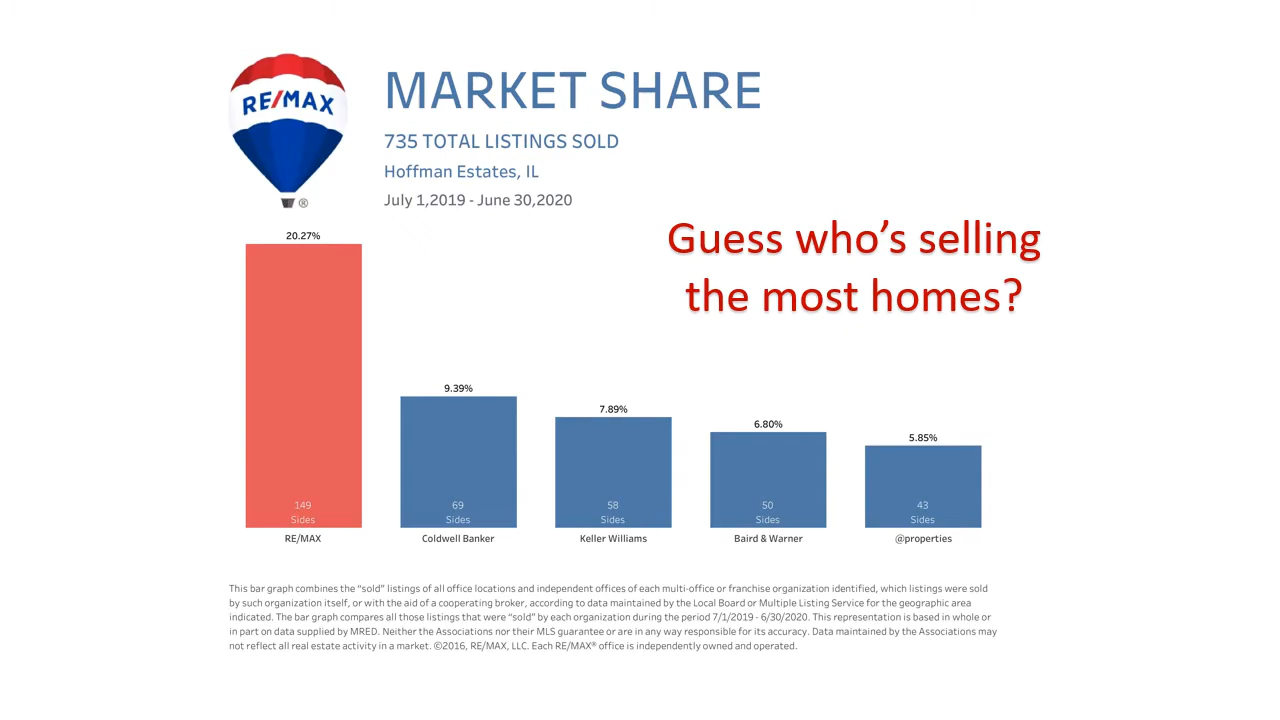 RE/MAX
®
MARKET SHARE
735 TOTAL LISTINGS SOLD
Hoffman Estates, IL
July 1,2019 - June 30,2020
Guess who’s selling
the most homes?
20.27%
9.39%
7.89%
6.80%
5.85%
149
Sides
69
Sides
58
Sides
50
Sides
43
Sides
RE/MAX
Coldwell Banker
Keller Williams
Baird & Warner
@properties
This bar graph combines the “sold” listings of all office locations and independent offices of each multi-office or franchise organization identified, which listings were sold
by such organization itself, or with the aid of a cooperating broker, according to data maintained by the Local Board or Multiple Listing Service for the geographic area
indicated. The bar graph compares all those listings that were “sold” by each organization during the period 7/1/2019 - 6/30/2020. This representation is based in whole or
in part on data supplied by MRED. Neither the Associations nor their MLS guarantee or are in any way responsible for its accuracy. Data maintained by the Associations may
not reflect all real estate activity in a market. ©2016, RE/MAX, LLC. Each RE/MAX® office is independently owned and operated.